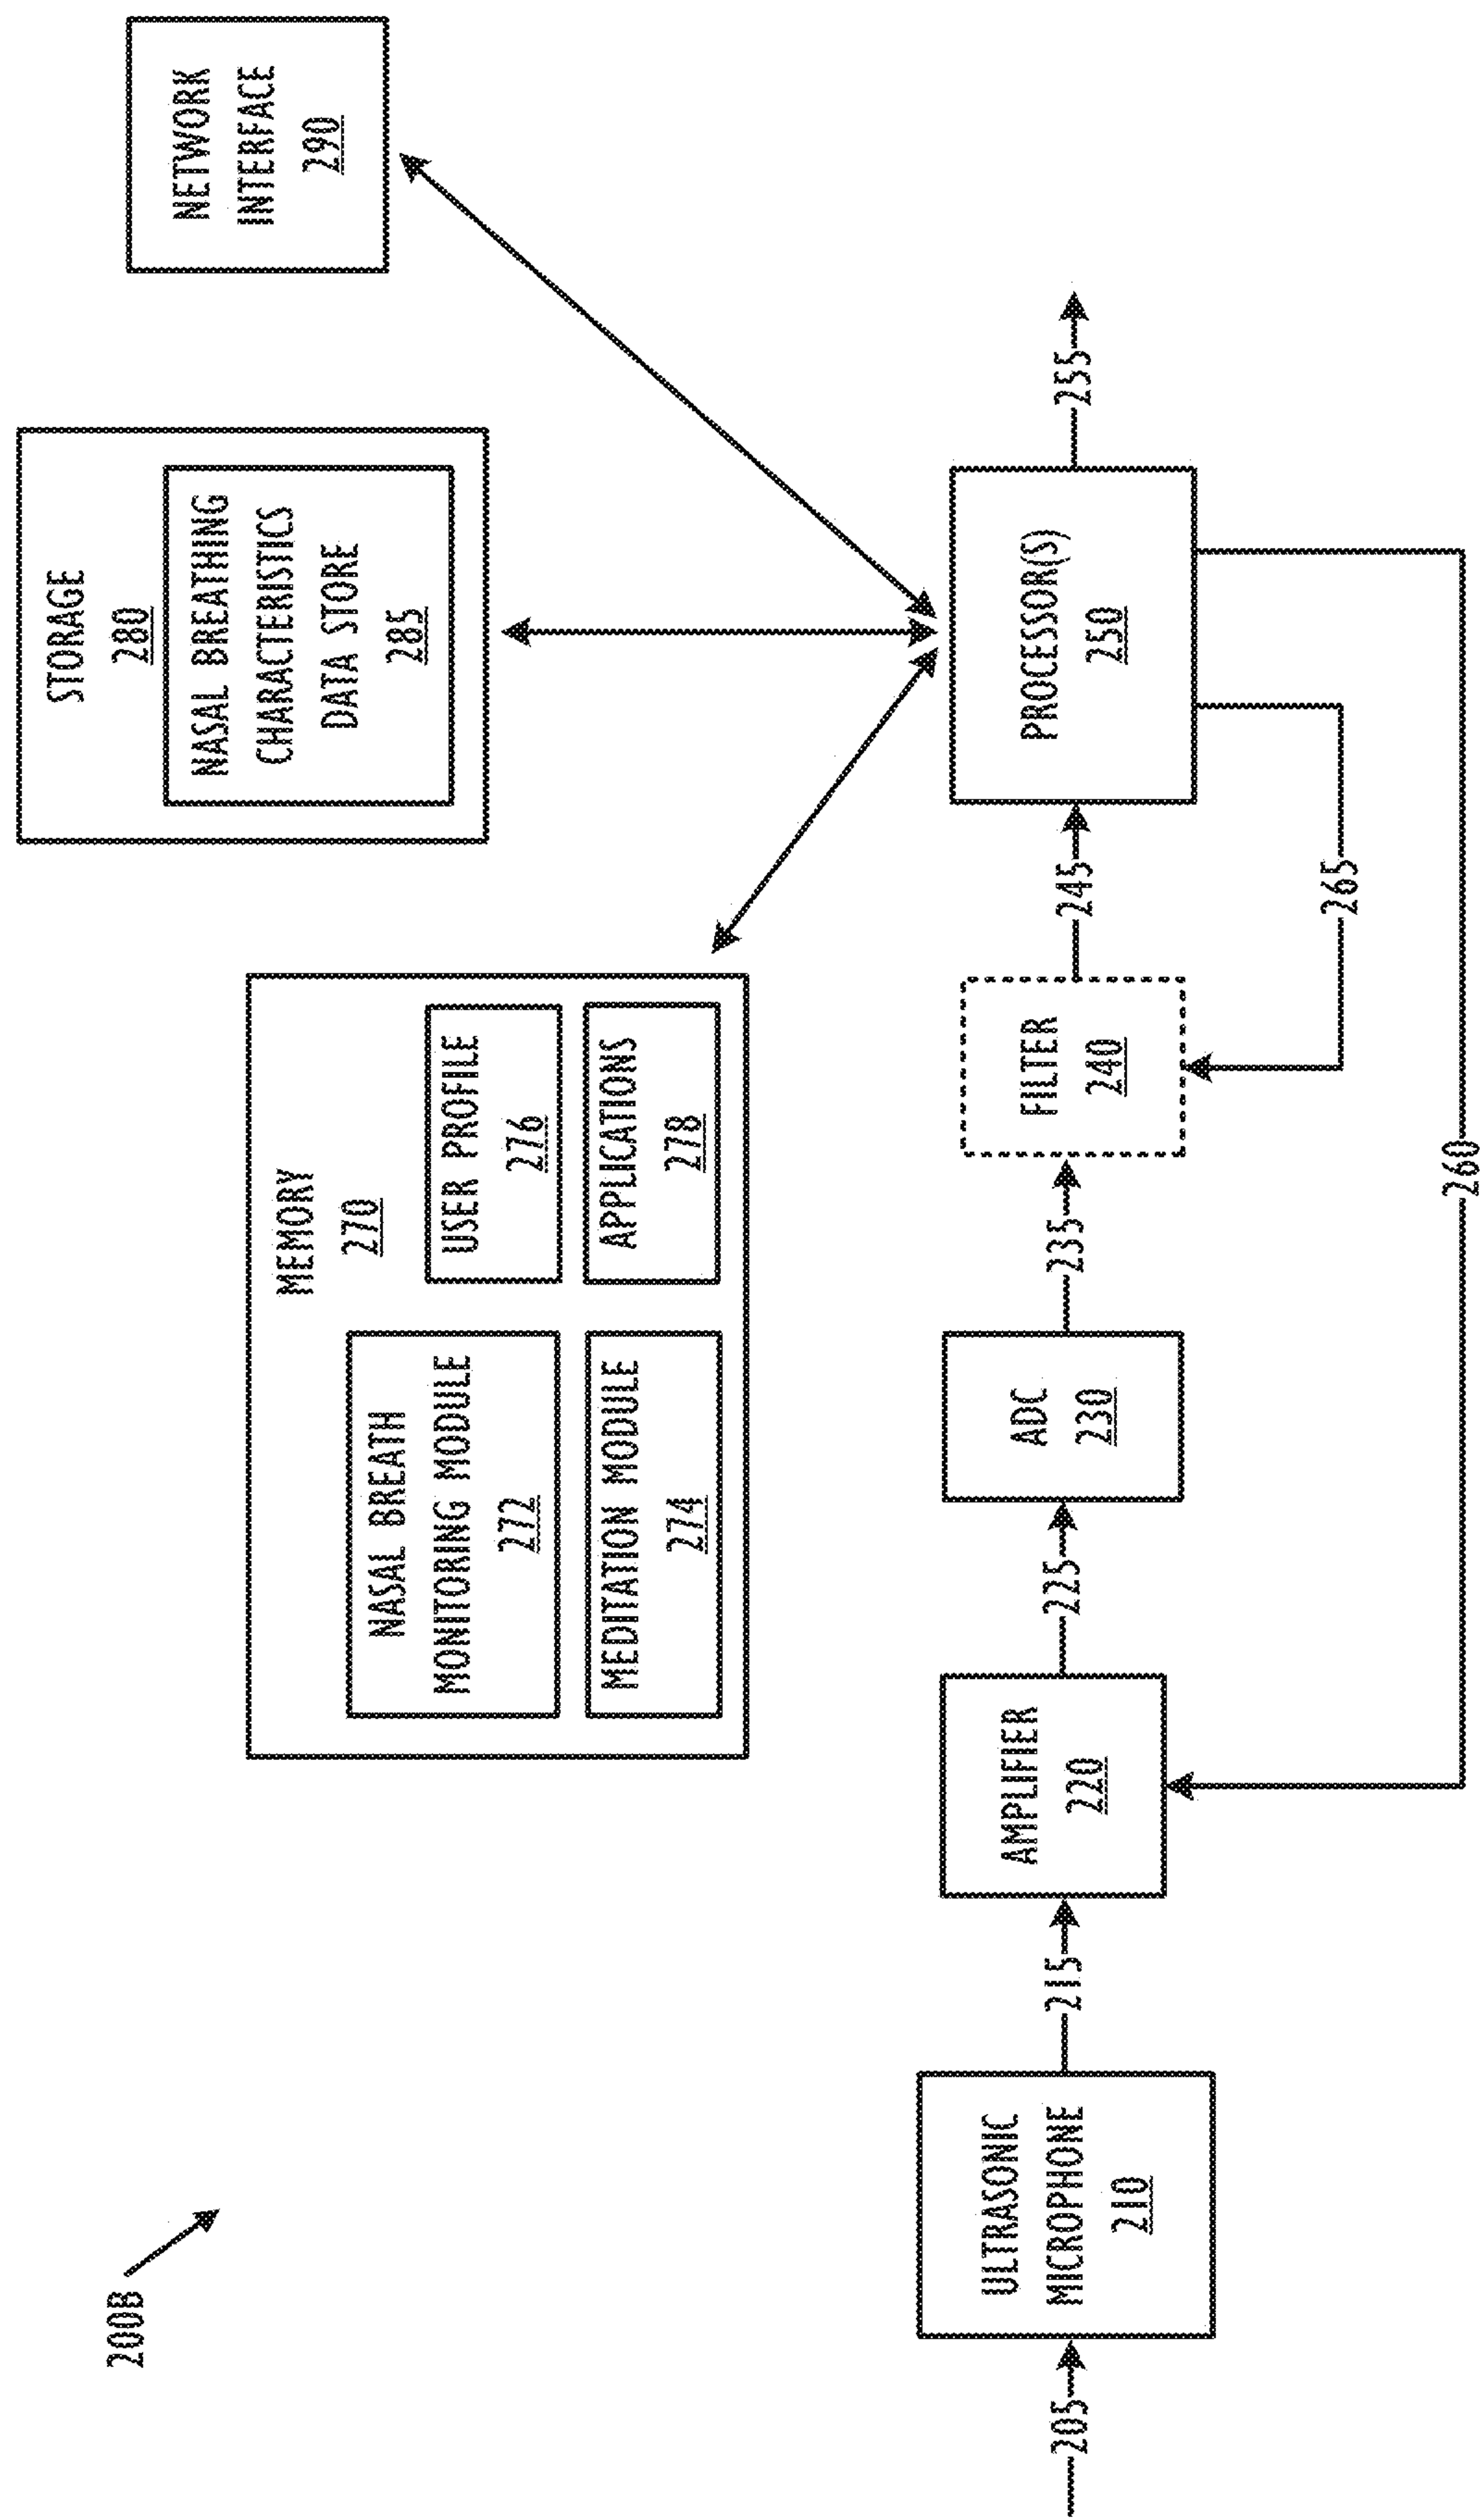 200B
STORAGE
280
NASAL BREATHING
CHARACTERISTICS
DATA STORE
285
NETWORK
INTERFACE
290
MEMORY
270
NASAL BREATH
MONITORING MODULE
272
USER PROFILE
276
MEDITATION MODULE
274
APPLICATIONS
278
205
ULTRASONIC
MICROPHONE
210
215
AMPLIFIER
220
225
ADC
230
235
FILTER
240
245
PROCESSOR(S)
250
255
265
260